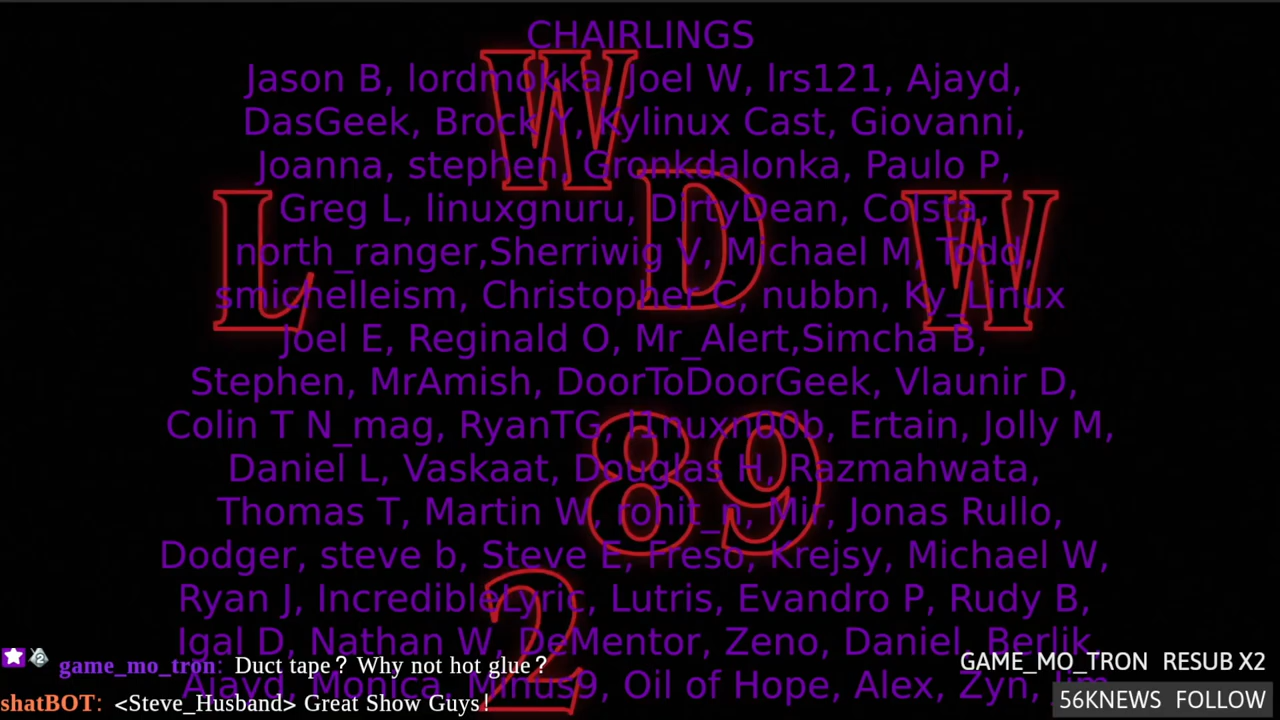 CHAIRLINGS
Jason B, lordmokka, Joel W, lrs121, Ajayd,
DasGeek, Brock Y, Kylinux Cast, Giovanni,
Joanna, stephen, Gronkdalonka, Paulo P,
Greg L, linuxgnuru, DirtyDean, Colsta,
north_ranger,Sherriwig V, Michael M, Todd,
smichelleism, Christopher C, nubbn, Ky_Linux
Joel E, Reginald O, Mr_Alert,Simcha B,
Stephen, MrAmish, DoorToDoorGeek, Vlaunir D,
Colin T N_mag, RyanTG, l1nuxn00b, Ertain, Jolly M,
Daniel L, Vaskaat, Douglas H, Razmahwata,
Thomas T, Martin W, rohit_n, Mir, Jonas Rullo,
Dodger, steve b, Steve E, Freso, Krejsy, Michael W,
Ryan J, IncredibleLyric, Lutris, Evandro P, Rudy B,
Igal D, Nathan W, DeMentor, Zeno, Daniel, Berlik
Ajayd, Monica, Minus9, Oil of Hope, Alex, Zyn, Jim
W
L D W
89
2
game_mo_tron: Duct tape? Why not hot glue?
shatBOT: <Steve_Husband> Great Show Guys!
GAME_MO_TRON RESUB X2
56KNEWS FOLLOW